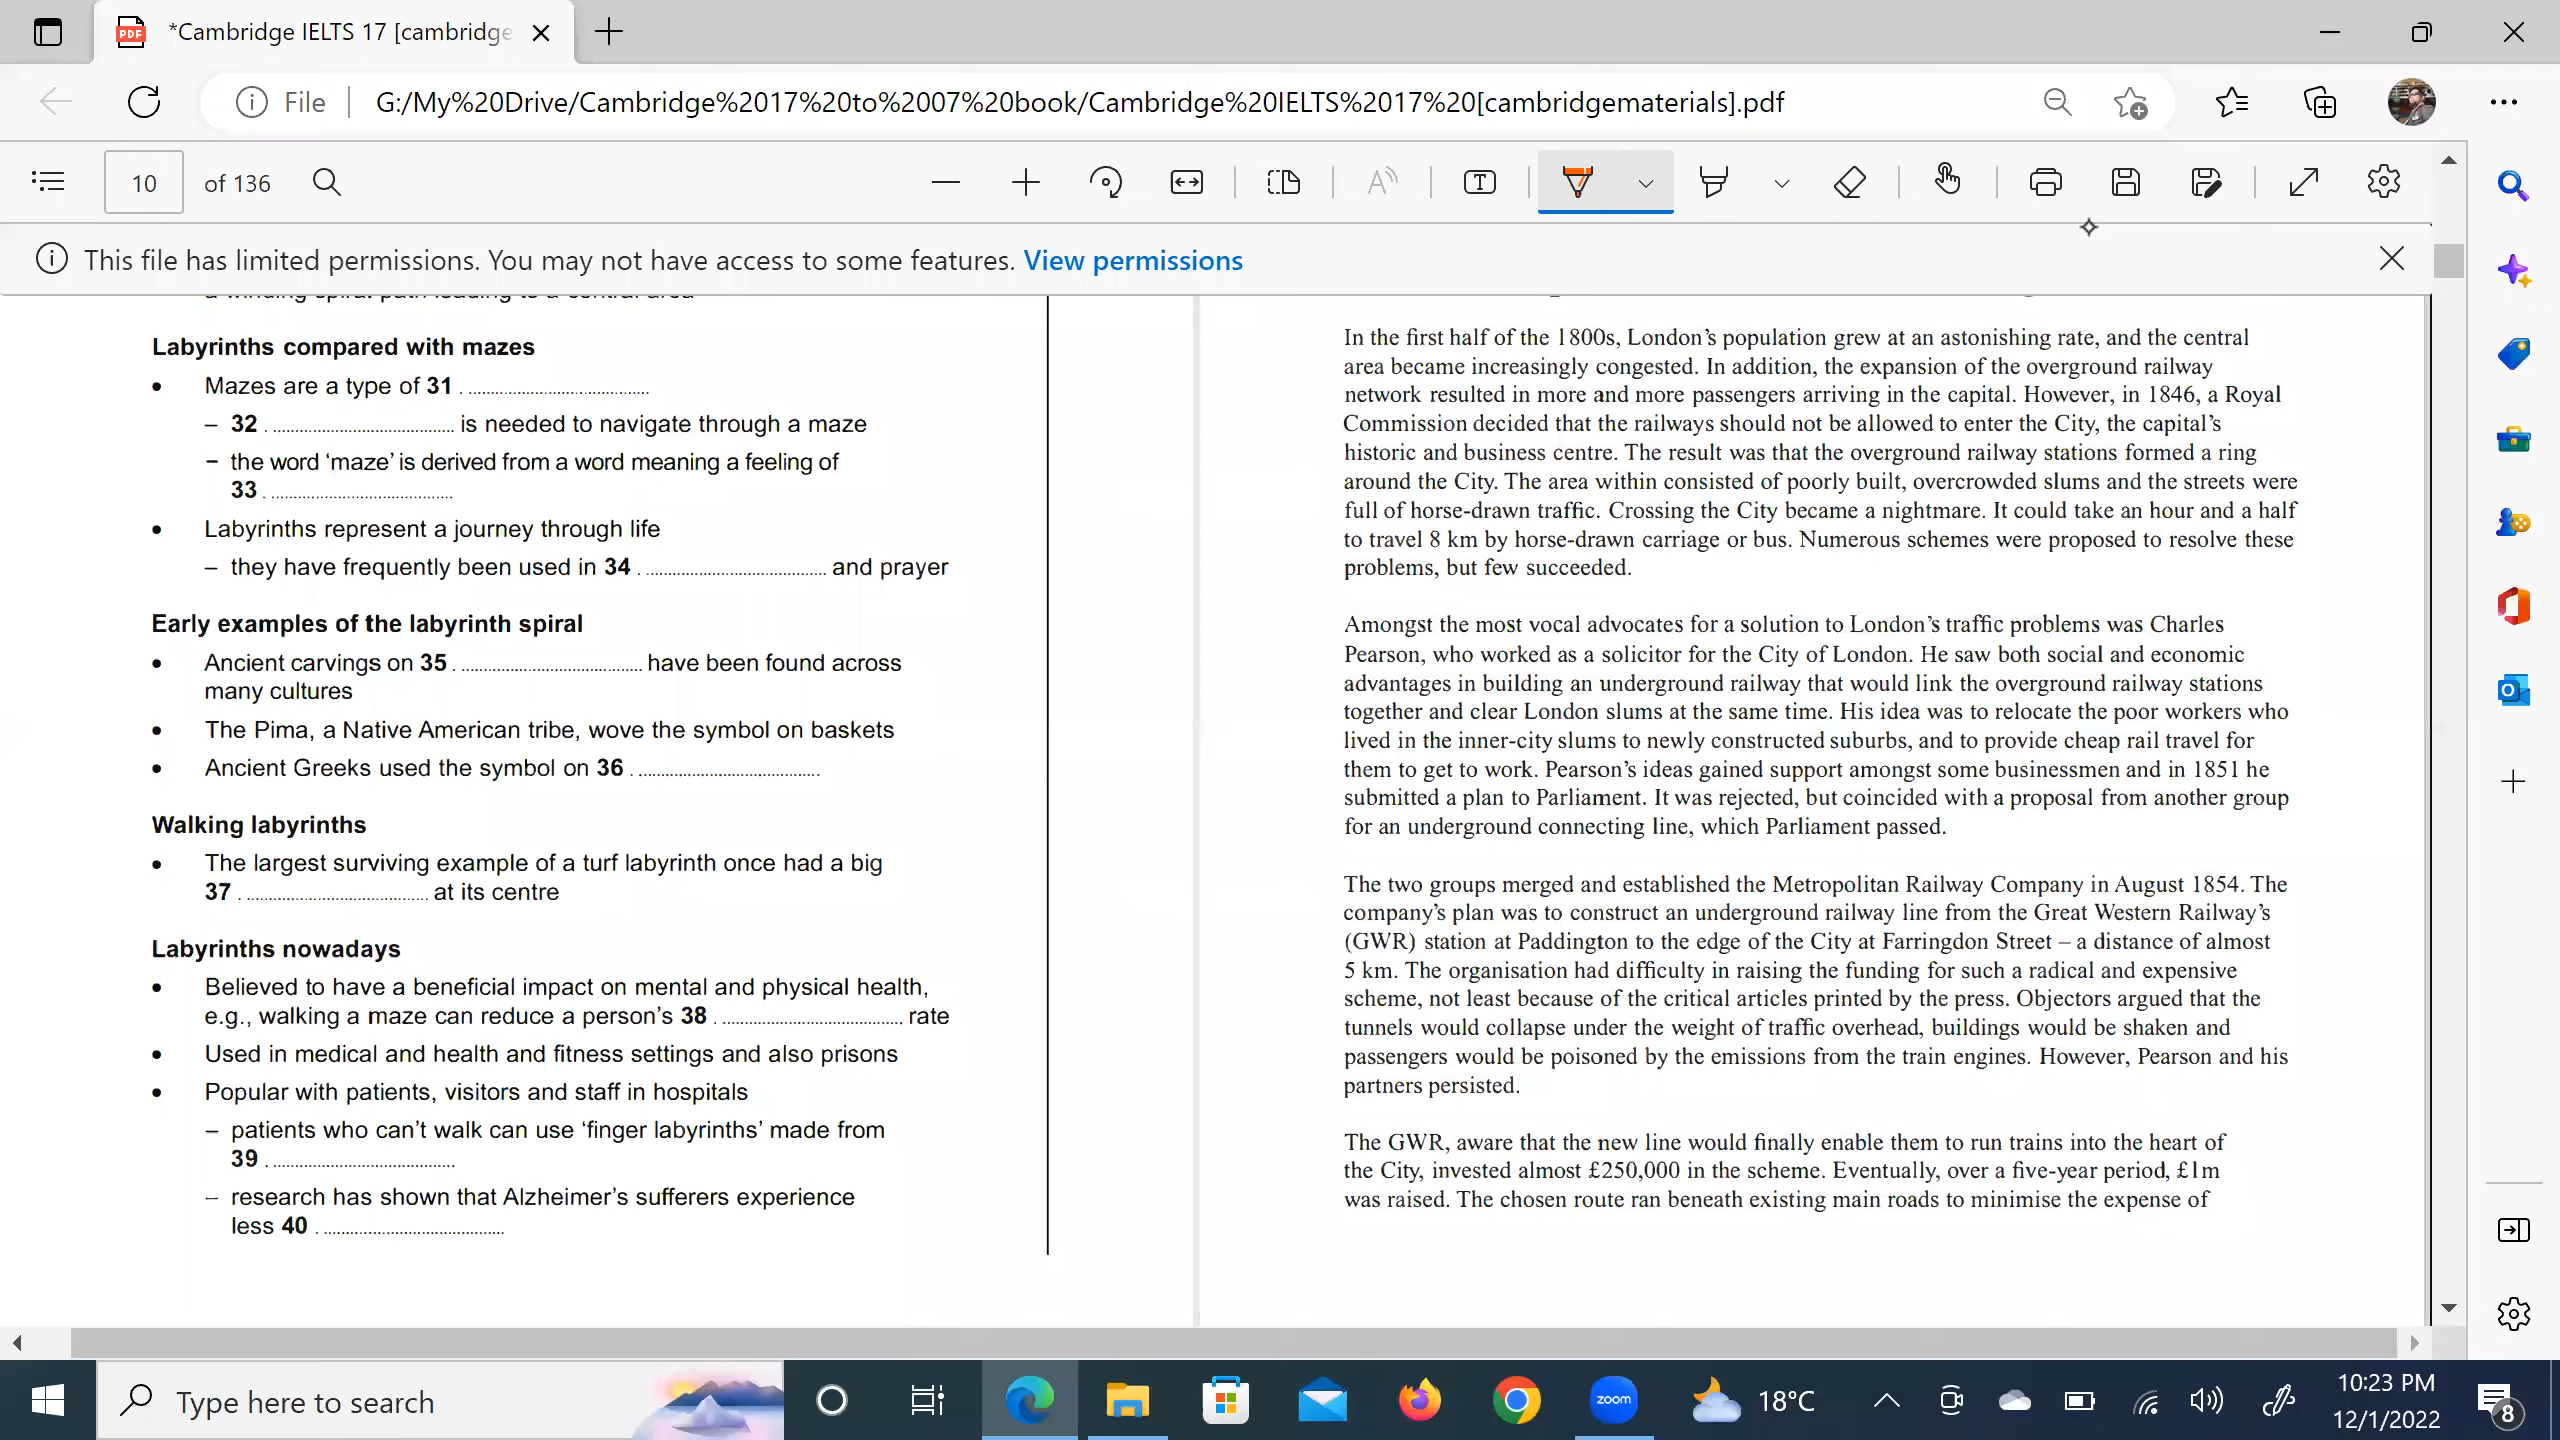 *Cambridge IELTS 17 [cambridge
File
G:/My%20Drive/Cambridge%2017%20to%2007%20book/Cambridge%20IELTS%2017%20[cambridgematerials].pdf
10
of 136
This file has limited permissions. You may not have access to some features. View permissions
a winding spiral path leading to a central area
Labyrinths compared with mazes
• Mazes are a type of 31 . ........................................
– 32 . ........................................ is needed to navigate through a maze
– the word ‘maze’ is derived from a word meaning a feeling of
33 . ........................................
• Labyrinths represent a journey through life
– they have frequently been used in 34 . ........................................ and prayer
Early examples of the labyrinth spiral
• Ancient carvings on 35 . ........................................ have been found across
many cultures
• The Pima, a Native American tribe, wove the symbol on baskets
• Ancient Greeks used the symbol on 36 . ........................................
Walking labyrinths
• The largest surviving example of a turf labyrinth once had a big
37 . ........................................ at its centre
Labyrinths nowadays
• Believed to have a beneficial impact on mental and physical health,
e.g., walking a maze can reduce a person’s 38 . ........................................ rate
• Used in medical and health and fitness settings and also prisons
• Popular with patients, visitors and staff in hospitals
– patients who can’t walk can use ‘finger labyrinths’ made from
39 . ........................................
– research has shown that Alzheimer’s sufferers experience
less 40 . ........................................
In the first half of the 1800s, London’s population grew at an astonishing rate, and the central
area became increasingly congested. In addition, the expansion of the overground railway
network resulted in more and more passengers arriving in the capital. However, in 1846, a Royal
Commission decided that the railways should not be allowed to enter the City, the capital’s
historic and business centre. The result was that the overground railway stations formed a ring
around the City. The area within consisted of poorly built, overcrowded slums and the streets were
full of horse-drawn traffic. Crossing the City became a nightmare. It could take an hour and a half
to travel 8 km by horse-drawn carriage or bus. Numerous schemes were proposed to resolve these
problems, but few succeeded.
Amongst the most vocal advocates for a solution to London’s traffic problems was Charles
Pearson, who worked as a solicitor for the City of London. He saw both social and economic
advantages in building an underground railway that would link the overground railway stations
together and clear London slums at the same time. His idea was to relocate the poor workers who
lived in the inner-city slums to newly constructed suburbs, and to provide cheap rail travel for
them to get to work. Pearson’s ideas gained support amongst some businessmen and in 1851 he
submitted a plan to Parliament. It was rejected, but coincided with a proposal from another group
for an underground connecting line, which Parliament passed.
The two groups merged and established the Metropolitan Railway Company in August 1854. The
company’s plan was to construct an underground railway line from the Great Western Railway’s
(GWR) station at Paddington to the edge of the City at Farringdon Street – a distance of almost
5 km. The organisation had difficulty in raising the funding for such a radical and expensive
scheme, not least because of the critical articles printed by the press. Objectors argued that the
tunnels would collapse under the weight of traffic overhead, buildings would be shaken and
passengers would be poisoned by the emissions from the train engines. However, Pearson and his
partners persisted.
The GWR, aware that the new line would finally enable them to run trains into the heart of
the City, invested almost £250,000 in the scheme. Eventually, over a five-year period, £1m
was raised. The chosen route ran beneath existing main roads to minimise the expense of
Type here to search
zoom
18°C
10:23 PM
12/1/2022
8